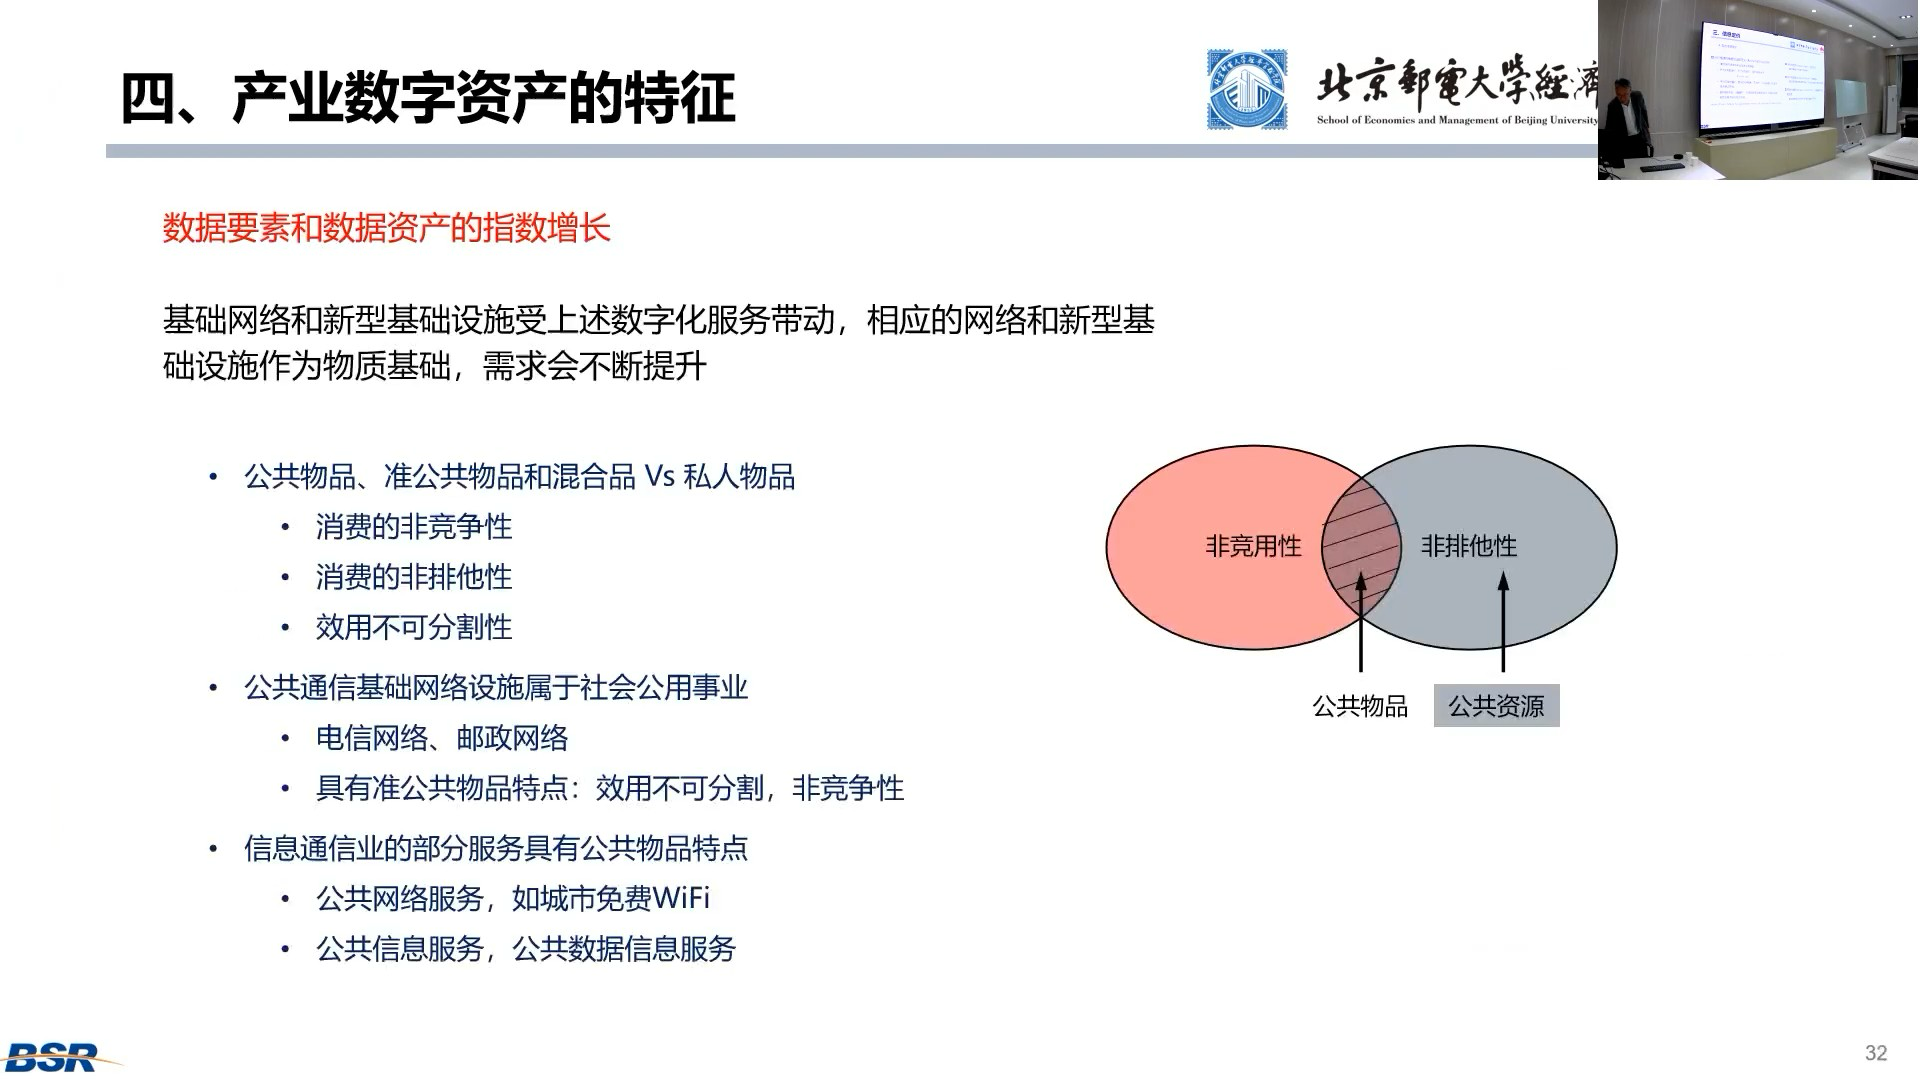 四、产业数字资产的特征
北京郵電大学經濟
School of Economics and Management of Beijing University
数据要素和数据资产的指数增长
基础网络和新型基础设施受上述数字化服务带动，相应的网络和新型基
础设施作为物质基础，需求会不断提升
• 公共物品、准公共物品和混合品 Vs 私人物品
• 消费的非竞争性
• 消费的非排他性
• 效用不可分割性
• 公共通信基础网络设施属于社会公用事业
• 电信网络、邮政网络
• 具有准公共物品特点：效用不可分割，非竞争性
• 信息通信业的部分服务具有公共物品特点
• 公共网络服务，如城市免费WiFi
• 公共信息服务，公共数据信息服务
非竞用性
非排他性
公共物品
公共资源
BSR
32